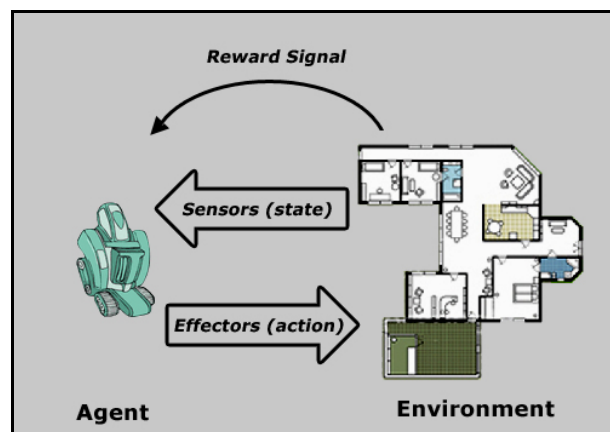 Reward Signal
Sensors (state)
Effectors (action)
Agent
Environment